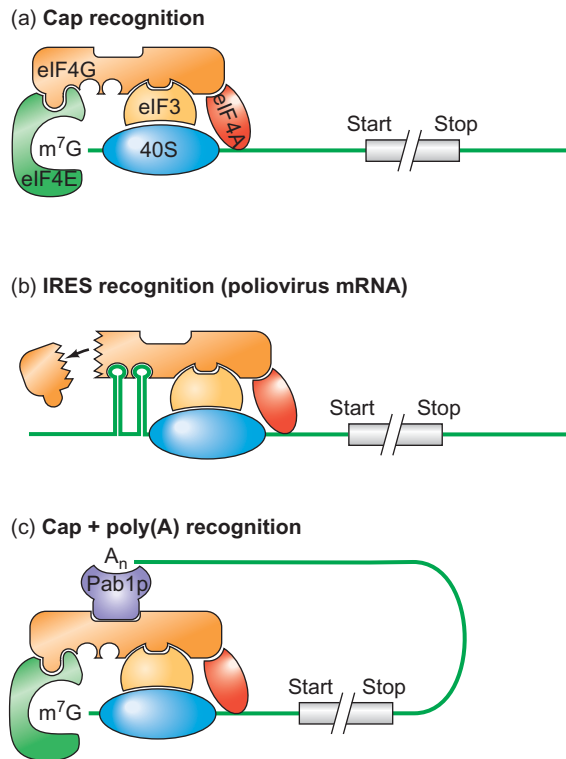 (a) Cap recognition
eIF4G
eIF3
eIF4A
Start Stop
m⁷G
40S
eIF4E
(b) IRES recognition (poliovirus mRNA)
Start Stop
(c) Cap + poly(A) recognition
Aₙ
Pab1p
Start Stop
m⁷G